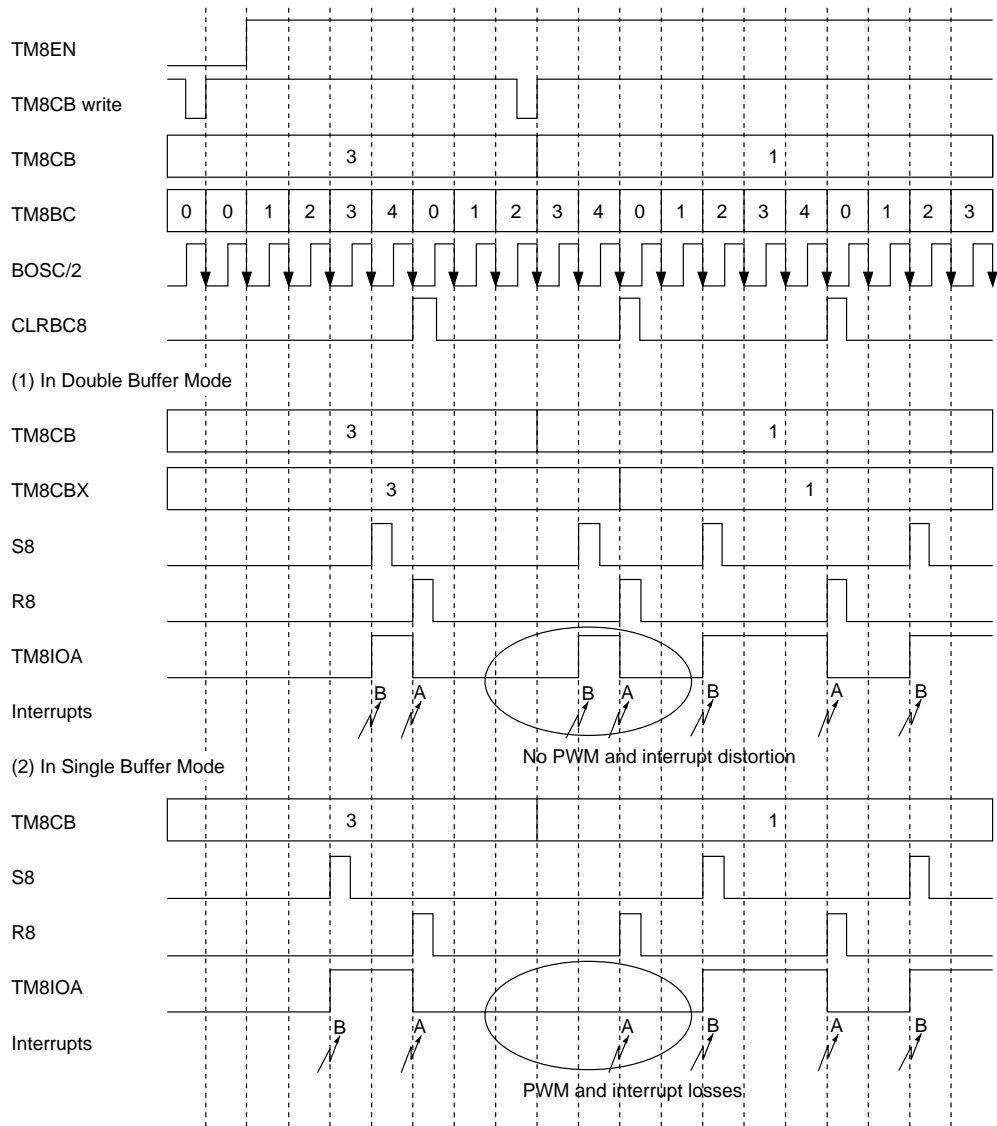 TM8EN
TM8CB write
TM8CB 3 1
TM8BC 0 0 1 2 3 4 0 1 2 3 4 0 1 2 3 4 0 1 2 3
BOSC/2
CLRBC8
(1) In Double Buffer Mode
TM8CB 3 1
TM8CBX 3 1
S8
R8
TM8IOA
B A B A B A B
Interrupts
No PWM and interrupt distortion
(2) In Single Buffer Mode
TM8CB 3 1
S8
R8
TM8IOA
B A A B A B
Interrupts
PWM and interrupt losses